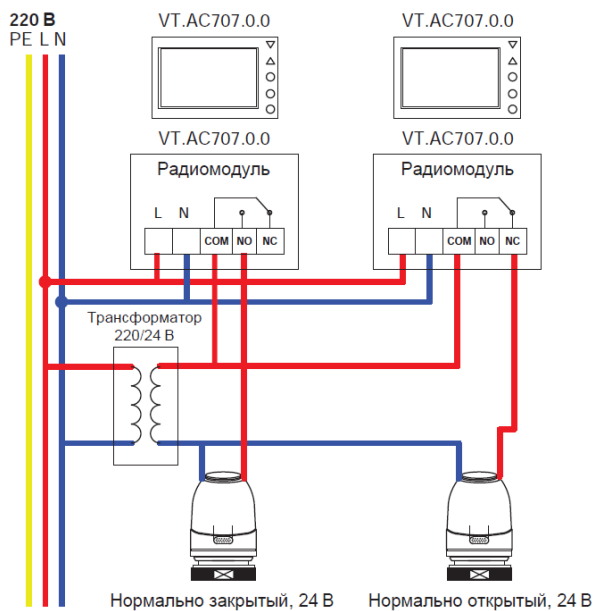 220 В
PE L N
VT.AC707.0.0
VT.AC707.0.0
VT.AC707.0.0
VT.AC707.0.0
Радиомодуль
Радиомодуль
L N
L N
COM NO NC
COM NO NC
Трансформатор
220/24 В
Нормально закрытый, 24 В
Нормально открытый, 24 В